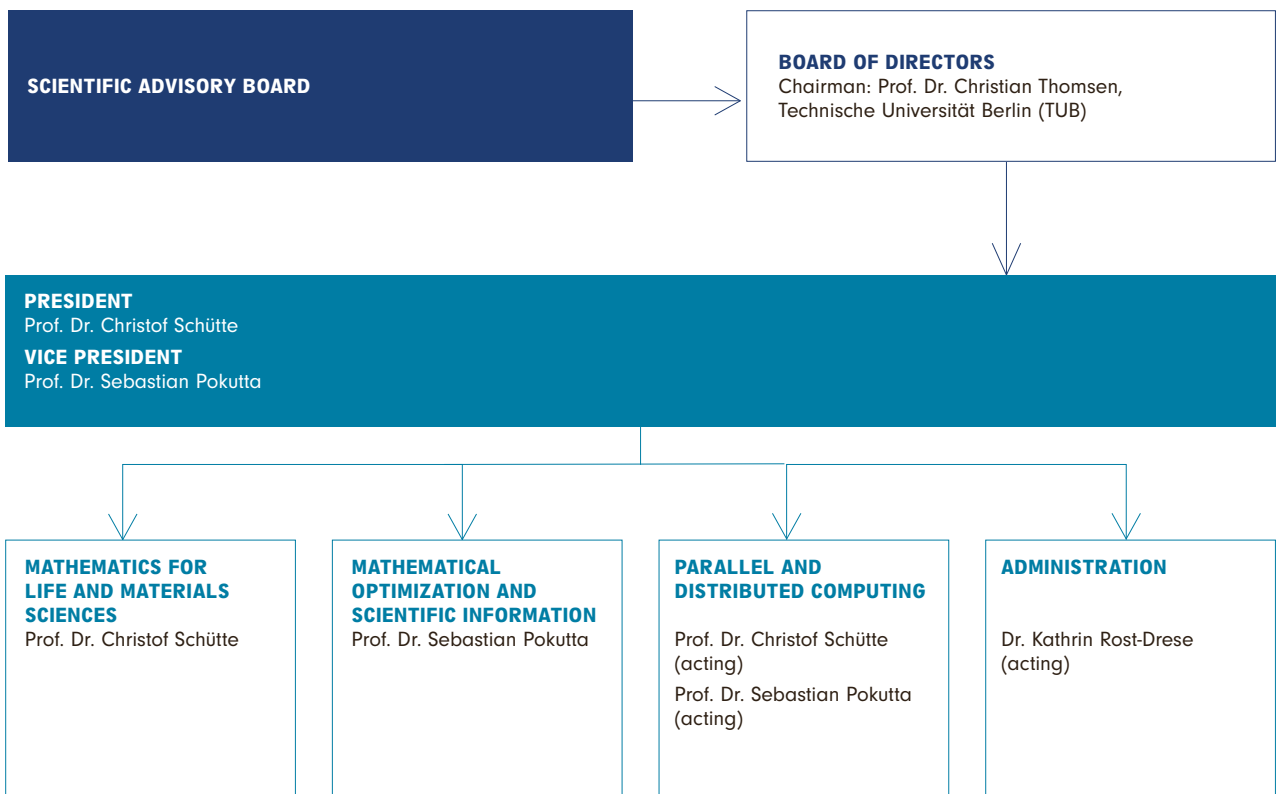 SCIENTIFIC ADVISORY BOARD
BOARD OF DIRECTORS
Chairman: Prof. Dr. Christian Thomsen,
Technische Universität Berlin (TUB)
PRESIDENT
Prof. Dr. Christof Schütte
VICE PRESIDENT
Prof. Dr. Sebastian Pokutta
MATHEMATICS FOR
LIFE AND MATERIALS
SCIENCES
Prof. Dr. Christof Schütte
MATHEMATICAL
OPTIMIZATION AND
SCIENTIFIC INFORMATION
Prof. Dr. Sebastian Pokutta
PARALLEL AND
DISTRIBUTED COMPUTING
Prof. Dr. Christof Schütte
(acting)
Prof. Dr. Sebastian Pokutta
(acting)
ADMINISTRATION
Dr. Kathrin Rost-Drese
(acting)